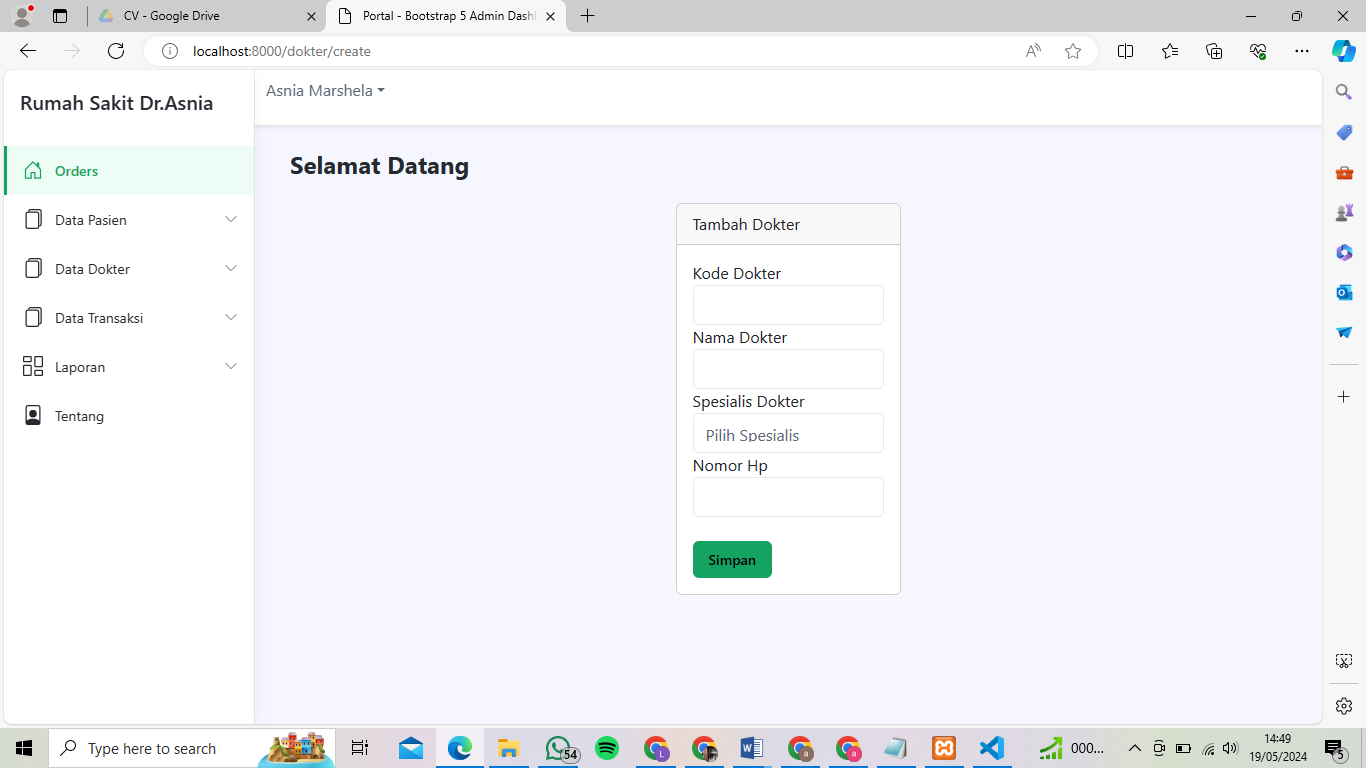 CV - Google Drive
Portal - Bootstrap 5 Admin Dash
localhost:8000/dokter/create
Rumah Sakit Dr.Asnia
Asnia Marshela
Orders
Data Pasien
Data Dokter
Data Transaksi
Laporan
Tentang
Selamat Datang
Tambah Dokter
Kode Dokter
Nama Dokter
Spesialis Dokter
Pilih Spesialis
Nomor Hp
Simpan
Type here to search
54
000...
14:49
19/05/2024
5